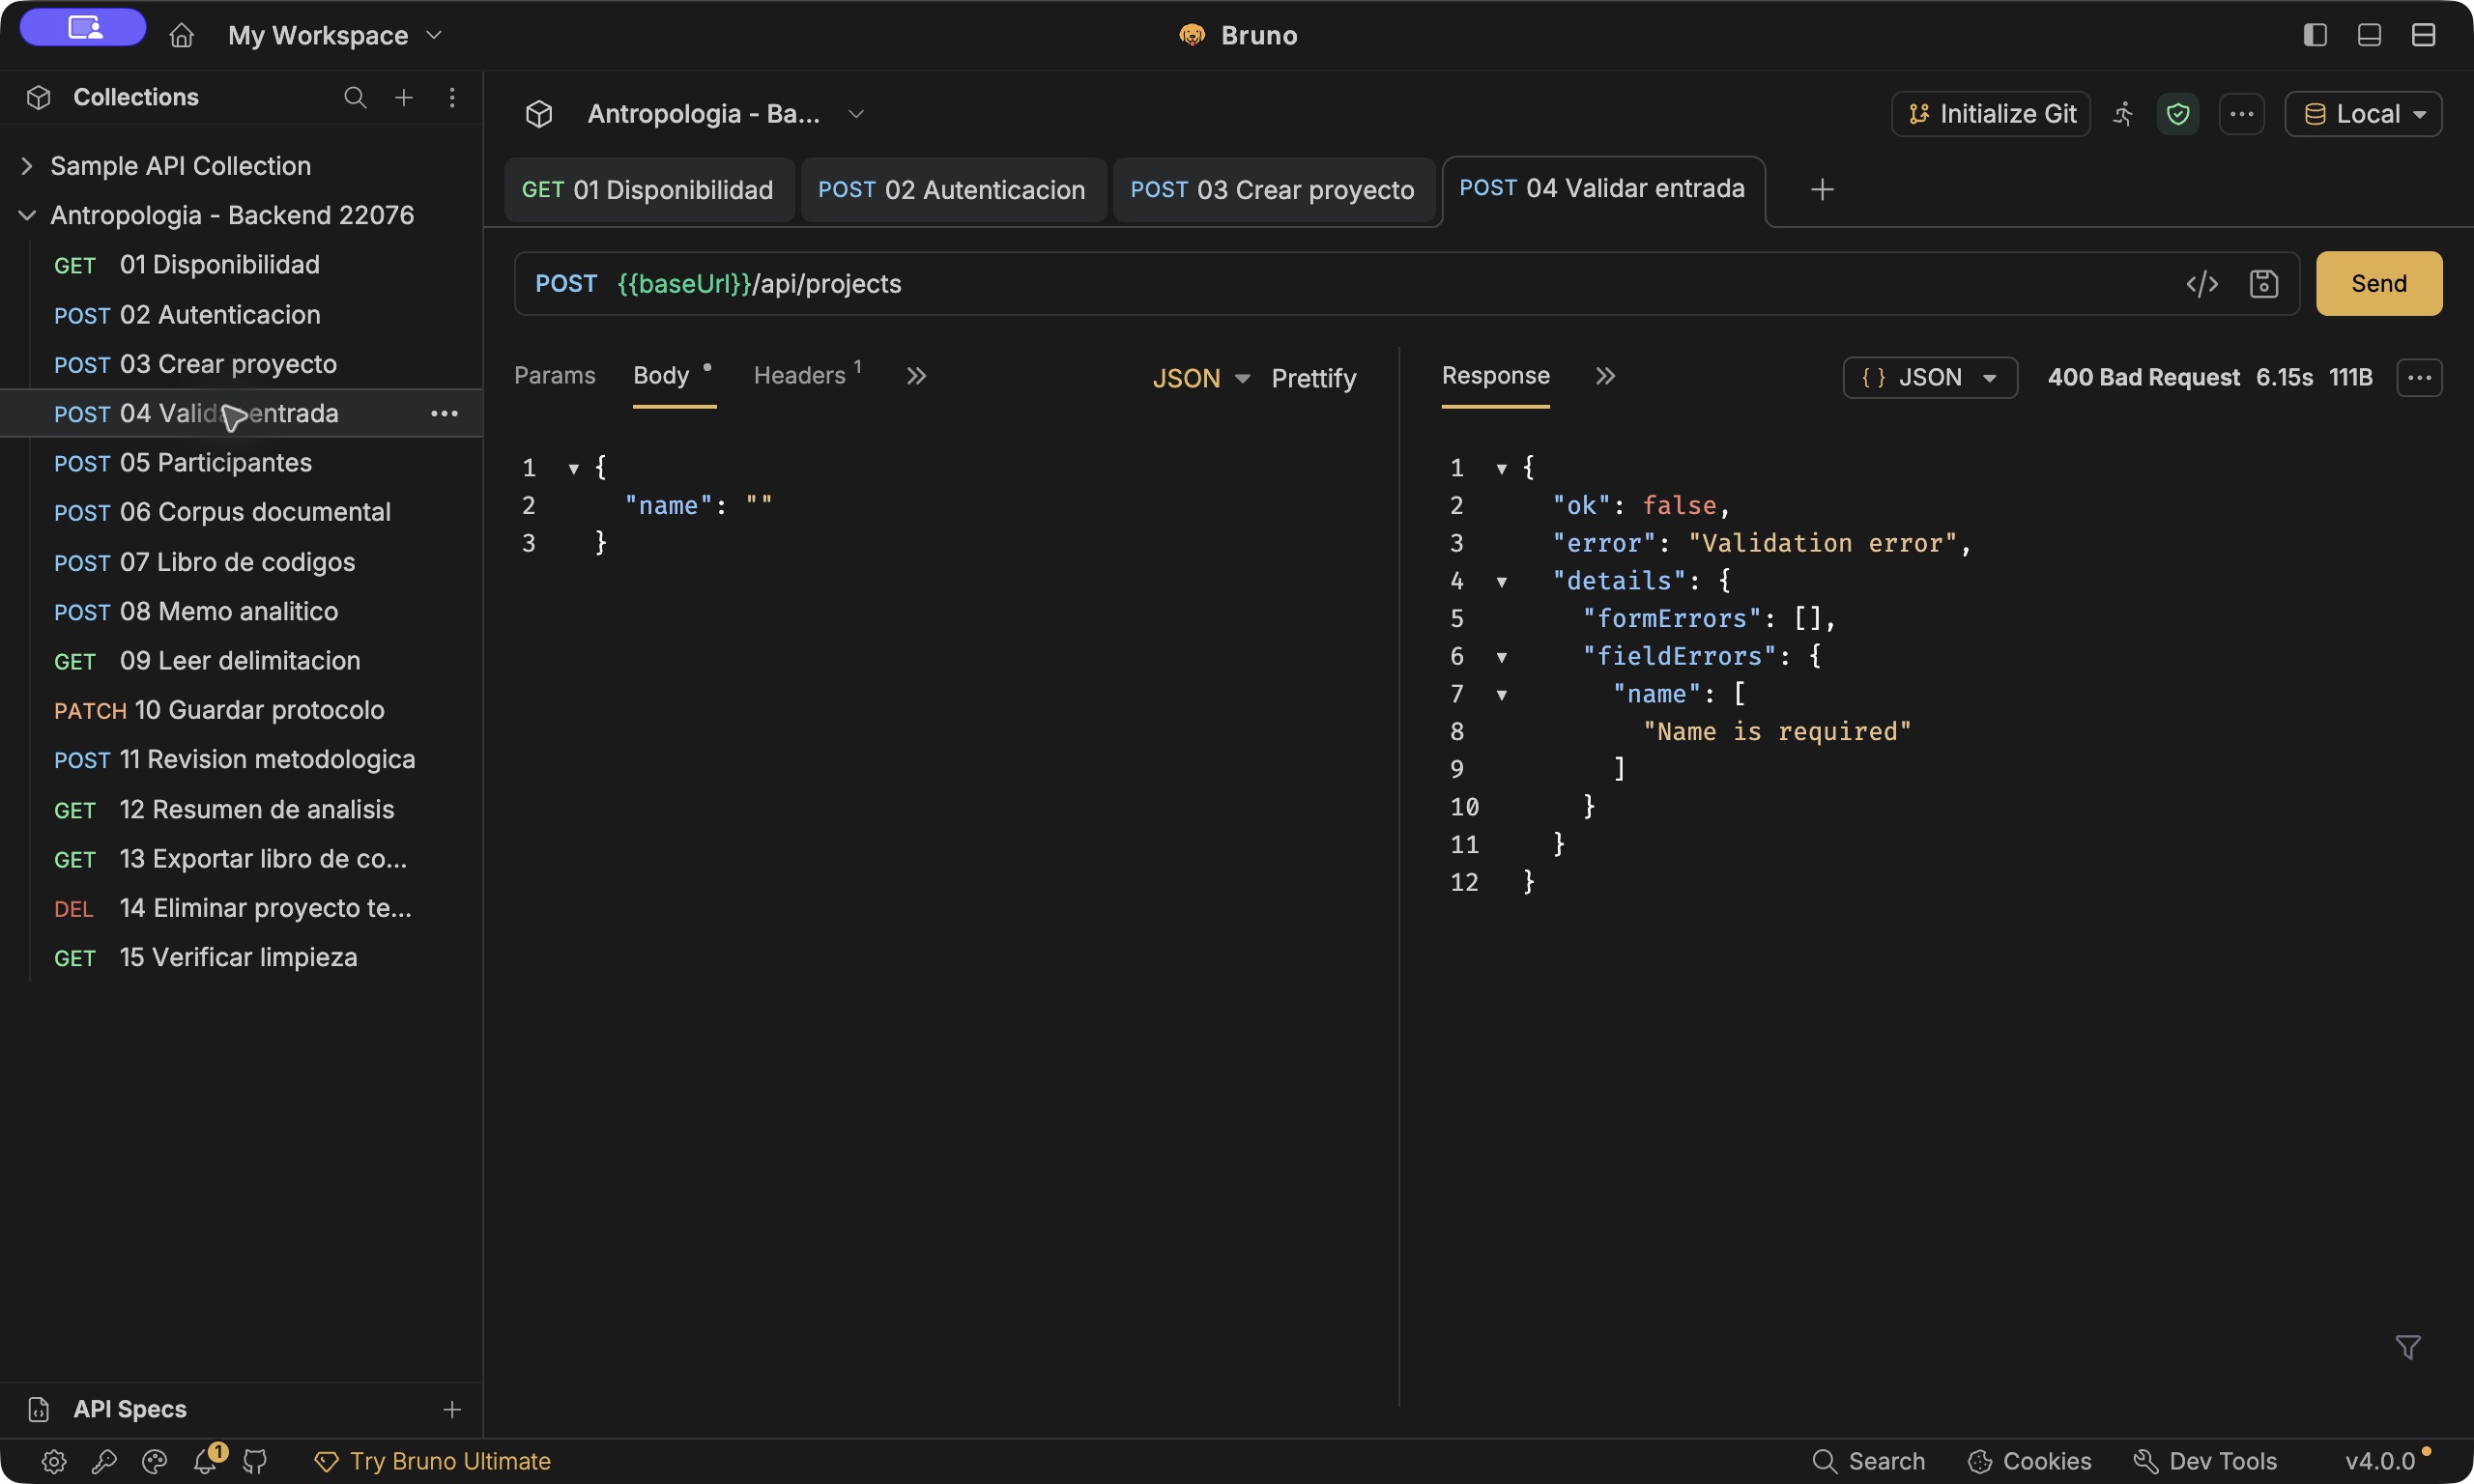 My Workspace
Bruno
Collections
Sample API Collection
Antropologia - Backend 22076
GET 01 Disponibilidad
POST 02 Autenticacion
POST 03 Crear proyecto
POST 04 Validar entrada
POST 05 Participantes
POST 06 Corpus documental
POST 07 Libro de codigos
POST 08 Memo analitico
GET 09 Leer delimitacion
PATCH 10 Guardar protocolo
POST 11 Revision metodologica
GET 12 Resumen de analisis
GET 13 Exportar libro de co...
DEL 14 Eliminar proyecto te...
GET 15 Verificar limpieza
API Specs
Antropologia - Ba...
Initialize Git
Local
GET 01 Disponibilidad
POST 02 Autenticacion
POST 03 Crear proyecto
POST 04 Validar entrada
POST {{baseUrl}}/api/projects
Send
Params Body Headers 1
JSON Prettify
1 {
2 "name": ""
3 }
Response
{ } JSON
400 Bad Request 6.15s 111B
1 {
2 "ok": false,
3 "error": "Validation error",
4 "details": {
5 "formErrors": [],
6 "fieldErrors": {
7 "name": [
8 "Name is required"
9 ]
10 }
11 }
12 }
1
Try Bruno Ultimate
Search
Cookies
Dev Tools
v4.0.0